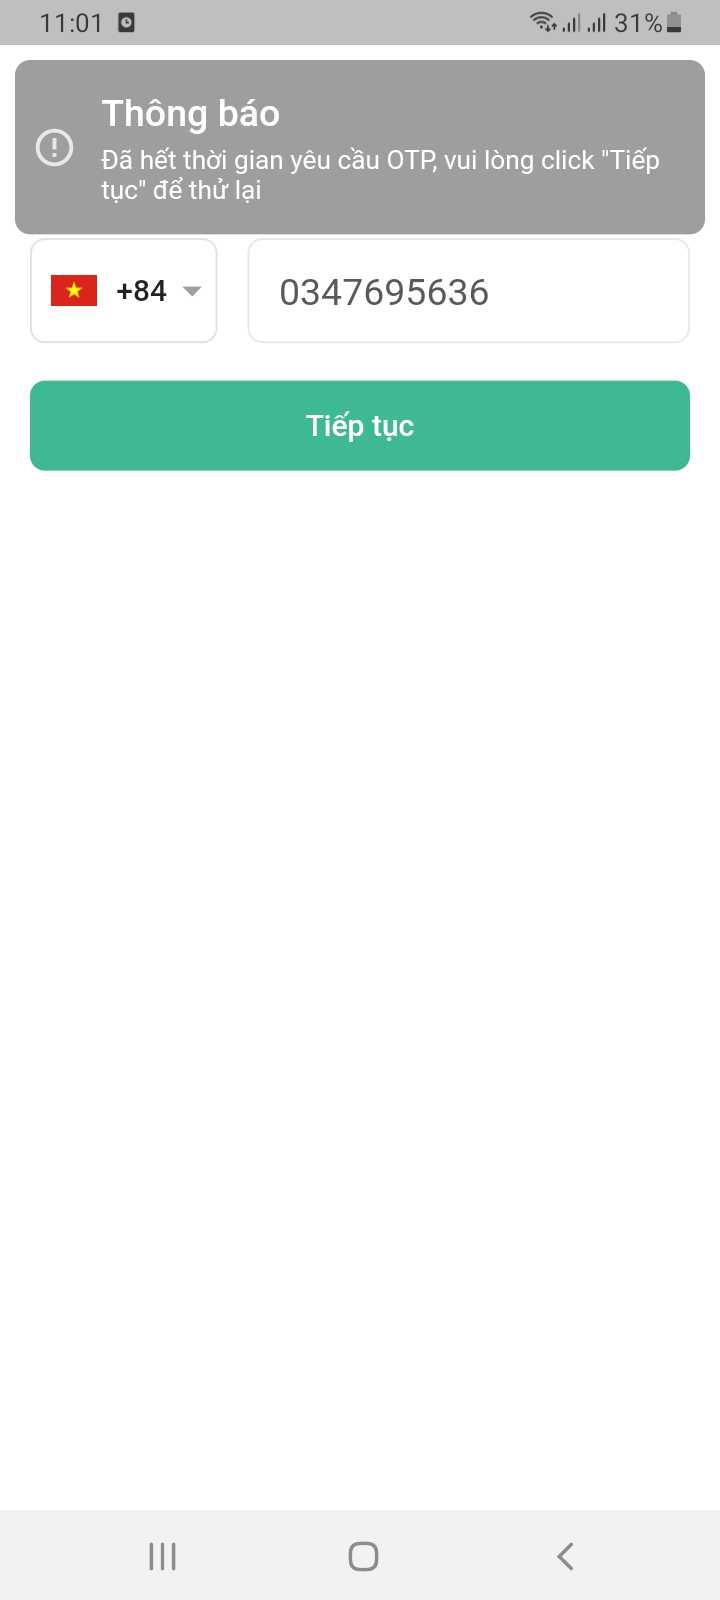 11:01
31%
Thông báo
Đã hết thời gian yêu cầu OTP, vui lòng click "Tiếp
tục" để thử lại
+84
0347695636
Tiếp tục